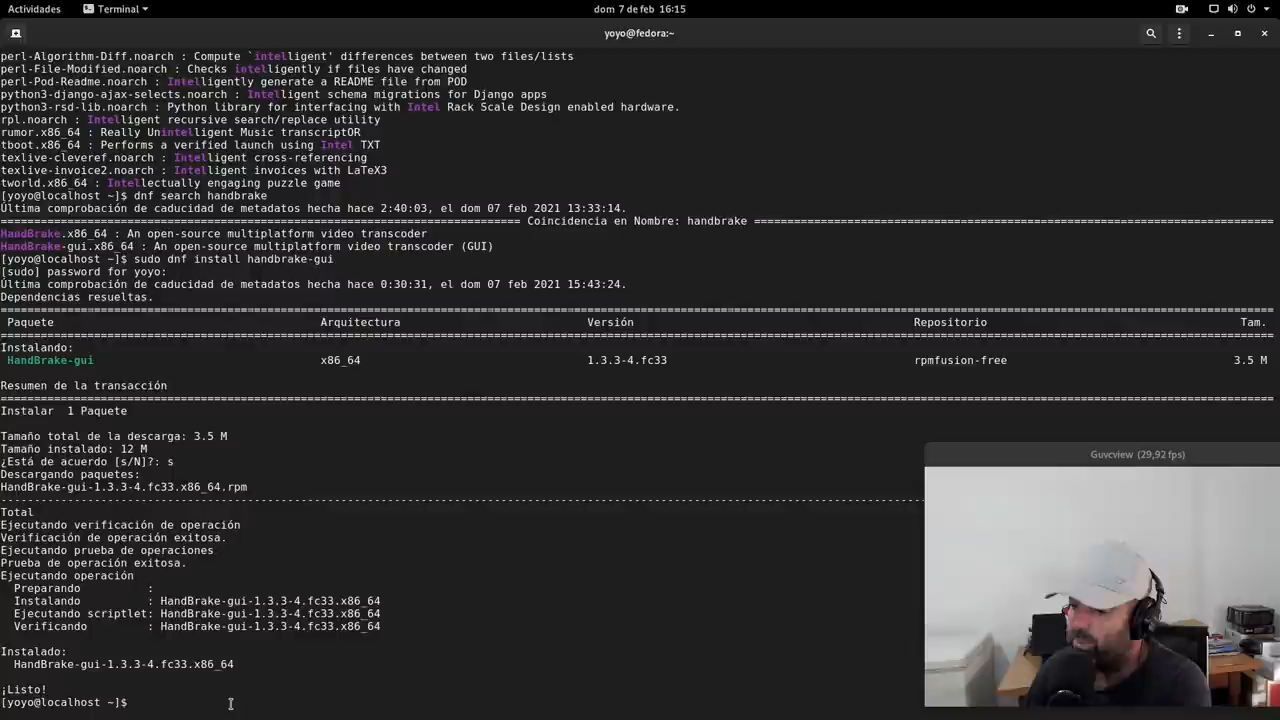 Actividades
Terminal
dom 7 de feb 16:15
yoyo@fedora:~
perl-Algorithm-Diff.noarch : Compute `intelligent' differences between two files/lists
perl-File-Modified.noarch : Checks intelligently if files have changed
perl-Pod-Readme.noarch : Intelligently generate a README file from POD
python3-django-ajax-selects.noarch : Intelligent schema migrations for Django apps
python3-rsd-lib.noarch : Python library for interfacing with Intel Rack Scale Design enabled hardware.
rpl.noarch : Intelligent recursive search/replace utility
rumor.x86_64 : Really Unintelligent Music transcriptOR
tboot.x86_64 : Performs a verified launch using Intel TXT
texlive-cleveref.noarch : Intelligent cross-referencing
texlive-invoice2.noarch : Intelligent invoices with LaTeX3
tworld.x86_64 : Intellectually engaging puzzle game
[yoyo@localhost ~]$ dnf search handbrake
Última comprobación de caducidad de metadatos hecha hace 2:40:03, el dom 07 feb 2021 13:33:14.
============================================================================== Coincidencia en Nombre: handbrake ==============================================================================
HandBrake.x86_64 : An open-source multiplatform video transcoder
HandBrake-gui.x86_64 : An open-source multiplatform video transcoder (GUI)
[yoyo@localhost ~]$ sudo dnf install handbrake-gui
[sudo] password for yoyo:
Última comprobación de caducidad de metadatos hecha hace 0:30:31, el dom 07 feb 2021 15:43:24.
Dependencias resueltas.
Paquete Arquitectura Versión Repositorio Tam.
Instalando:
HandBrake-gui x86_64 1.3.3-4.fc33 rpmfusion-free 3.5 M
Resumen de la transacción
Instalar 1 Paquete
Tamaño total de la descarga: 3.5 M
Tamaño instalado: 12 M
¿Está de acuerdo [s/N]?: s
Descargando paquetes:
HandBrake-gui-1.3.3-4.fc33.x86_64.rpm
Total
Ejecutando verificación de operación
Verificación de operación exitosa.
Ejecutando prueba de operaciones
Prueba de operación exitosa.
Ejecutando operación
Preparando :
Instalando : HandBrake-gui-1.3.3-4.fc33.x86_64
Ejecutando scriptlet: HandBrake-gui-1.3.3-4.fc33.x86_64
Verificando : HandBrake-gui-1.3.3-4.fc33.x86_64
Instalado:
HandBrake-gui-1.3.3-4.fc33.x86_64
¡Listo!
[yoyo@localhost ~]$
Guvcview (29,92 fps)